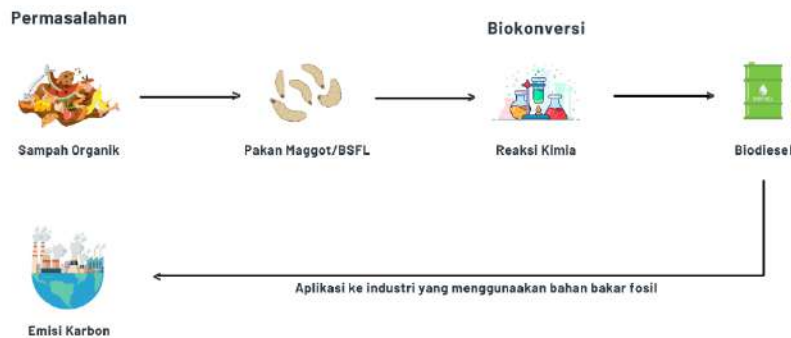 Permasalahan
Biokonversi
Sampah Organik
Pakan Maggot/BSFL
Reaksi Kimia
Biodiesel
Aplikasi ke industri yang menggunaakan bahan bakar fosil
Emisi Karbon